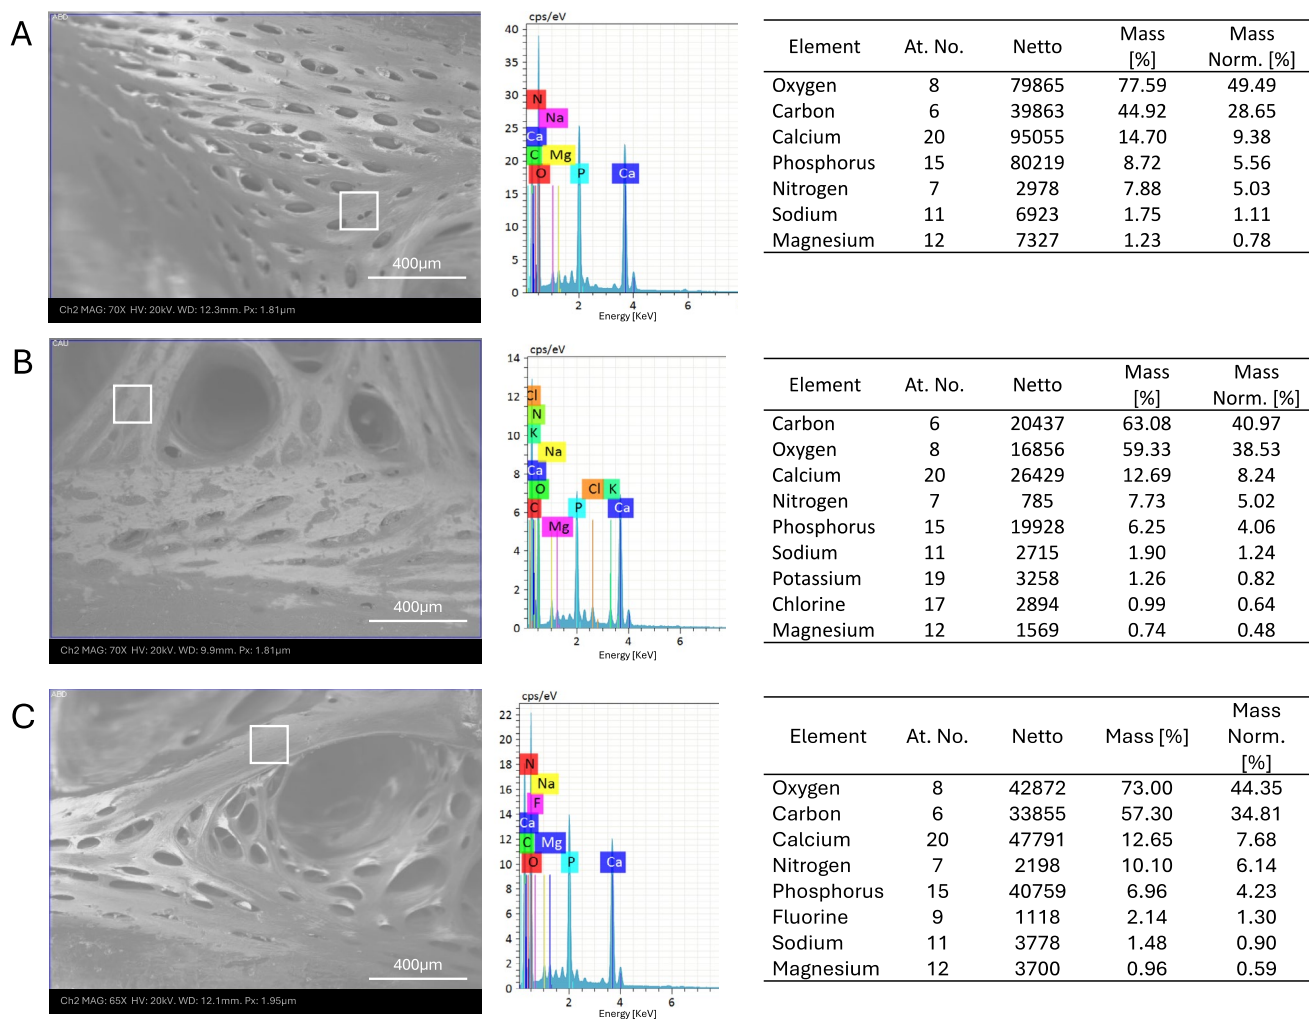 A
ABD
400µm
Ch2 MAG: 70X HV: 20kV. WD: 12.3mm. Px: 1.81µm
cps/eV
40
35
30
25
20
15
10
5
0
N
Na
Ca
C Mg
O P Ca
2 4 6
Energy [KeV]
Element At. No. Netto Mass [%] Mass Norm. [%]
Oxygen 8 79865 77.59 49.49
Carbon 6 39863 44.92 28.65
Calcium 20 95055 14.70 9.38
Phosphorus 15 80219 8.72 5.56
Nitrogen 7 2978 7.88 5.03
Sodium 11 6923 1.75 1.11
Magnesium 12 7327 1.23 0.78
B
CAU
400µm
Ch2 MAG: 70X HV: 20kV. WD: 9.9mm. Px: 1.81µm
cps/eV
14
12
10
8
6
4
2
0
Cl
N
K
Na
Ca
O Cl K
C P Ca
Mg
2 4 6
Energy [KeV]
Element At. No. Netto Mass [%] Mass Norm. [%]
Carbon 6 20437 63.08 40.97
Oxygen 8 16856 59.33 38.53
Calcium 20 26429 12.69 8.24
Nitrogen 7 785 7.73 5.02
Phosphorus 15 19928 6.25 4.06
Sodium 11 2715 1.90 1.24
Potassium 19 3258 1.26 0.82
Chlorine 17 2894 0.99 0.64
Magnesium 12 1569 0.74 0.48
C
ABD
400µm
Ch2 MAG: 65X HV: 20kV. WD: 12.1mm. Px: 1.95µm
cps/eV
22
20
18
16
14
12
10
8
6
4
2
0
N
Na
F
Ca
C Mg
O P Ca
2 4 6
Energy [KeV]
Element At. No. Netto Mass [%] Mass Norm. [%]
Oxygen 8 42872 73.00 44.35
Carbon 6 33855 57.30 34.81
Calcium 20 47791 12.65 7.68
Nitrogen 7 2198 10.10 6.14
Phosphorus 15 40759 6.96 4.23
Fluorine 9 1118 2.14 1.30
Sodium 11 3778 1.48 0.90
Magnesium 12 3700 0.96 0.59